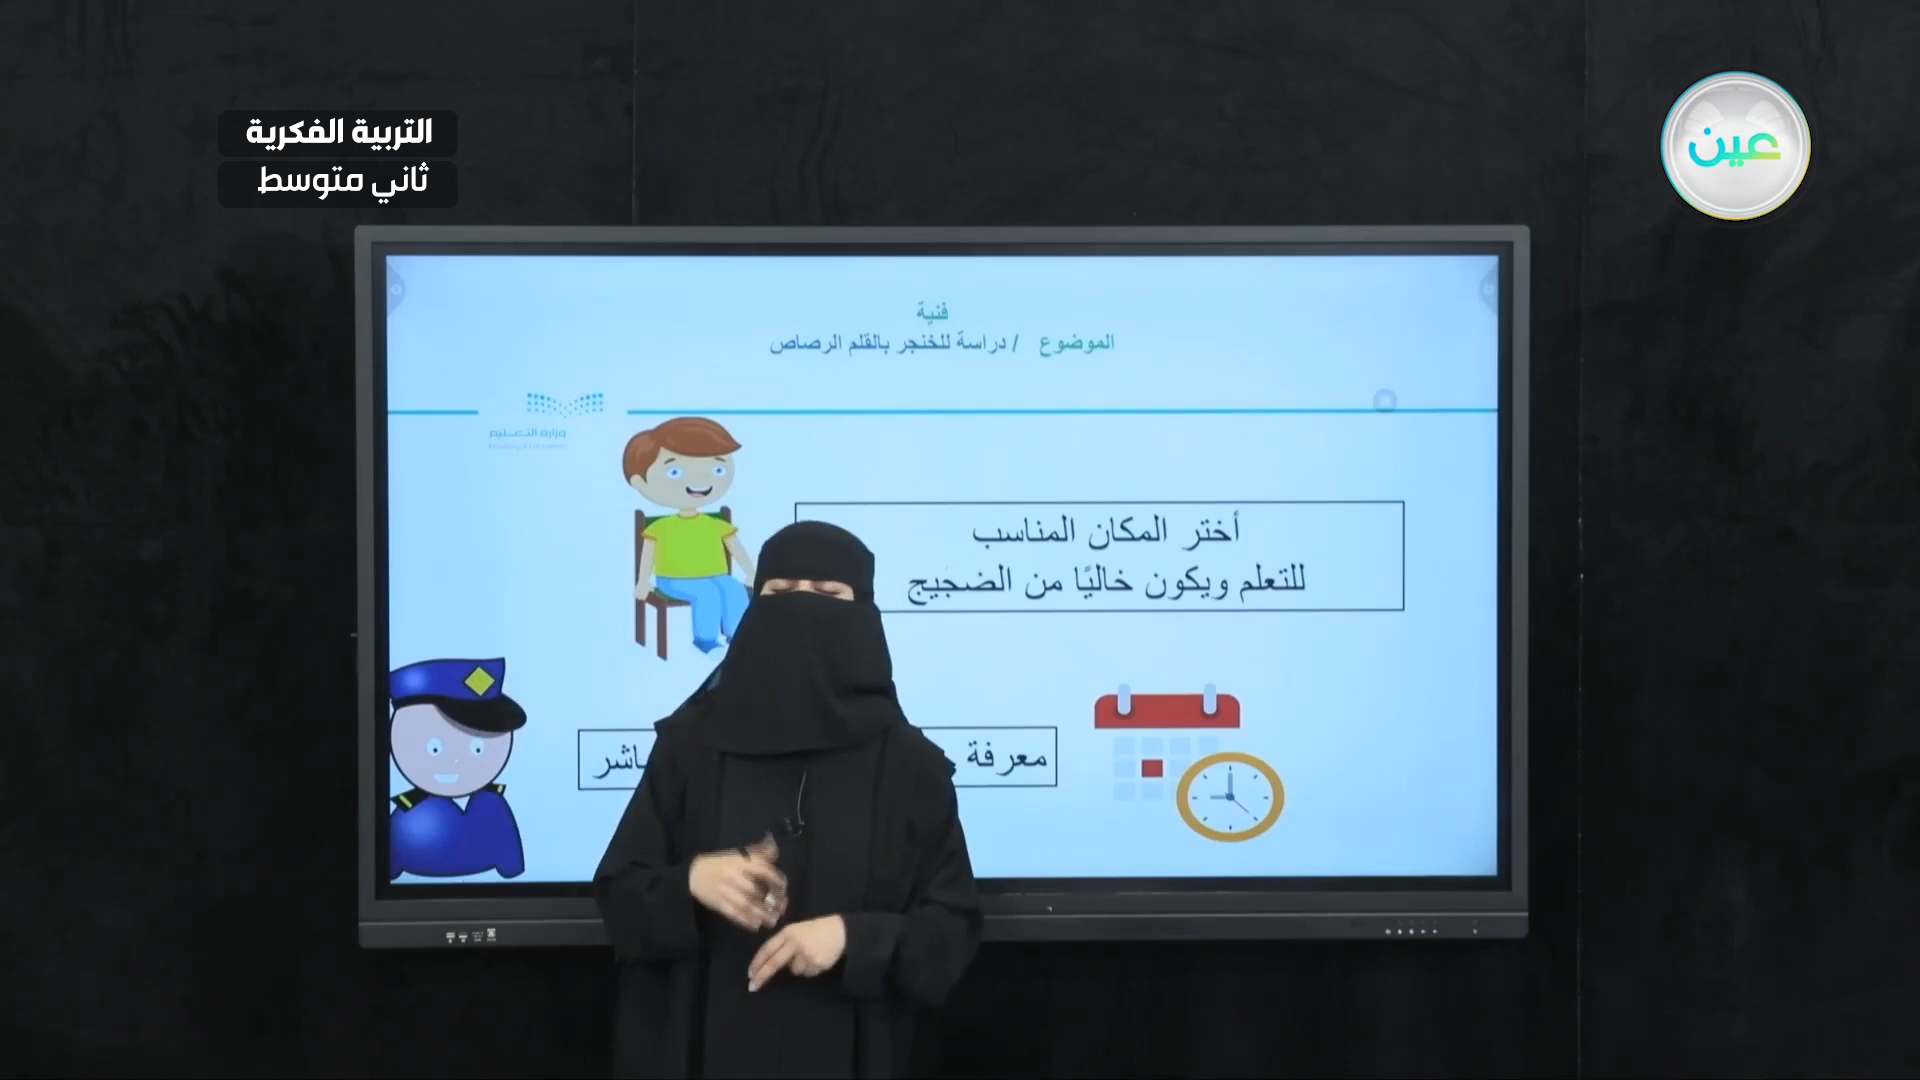 التربية الفكرية
ثاني متوسط
عين
فنية
الموضوع / دراسة للخنجر بالقلم الرصاص
وزارة التعليم
أختر المكان المناسب
للتعلم ويكون خاليًا من الضجيج
معرفة